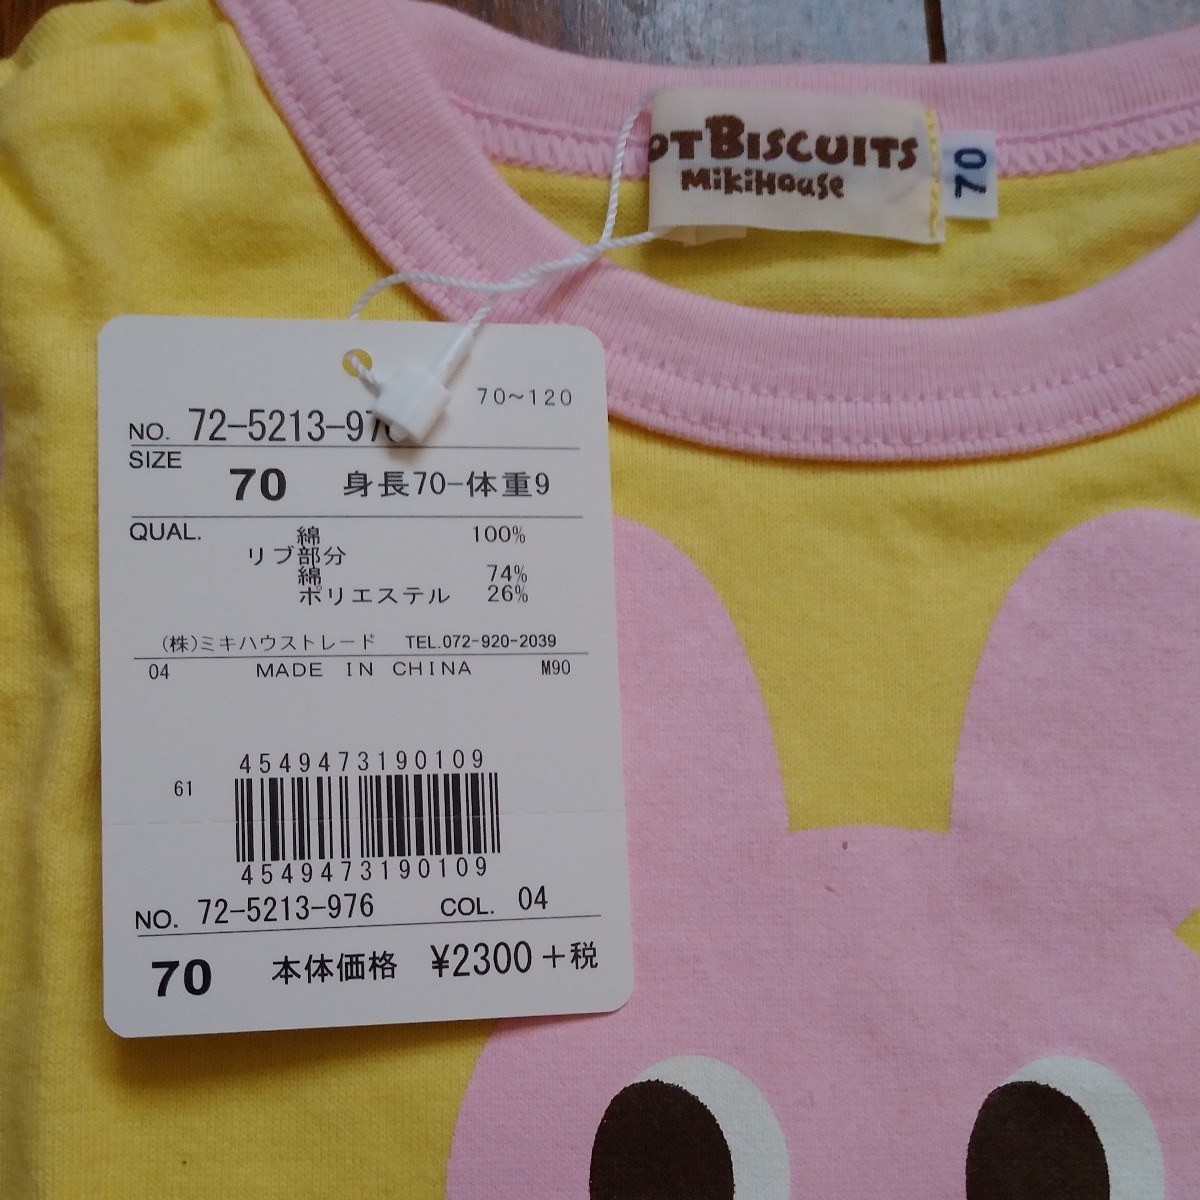 OT BISCUITS
MikiHouse
70
70~120
NO. 72-5213-976
SIZE
70 身長70-体重9
QUAL. 綿 100%
リブ部分
綿 74%
ポリエステル 26%
(株)ミキハウストレード TEL.072-920-2039
04 MADE IN CHINA M90
4549473190109
61
4549473190109
NO. 72-5213-976 COL. 04
70 本体価格 ¥2300+税